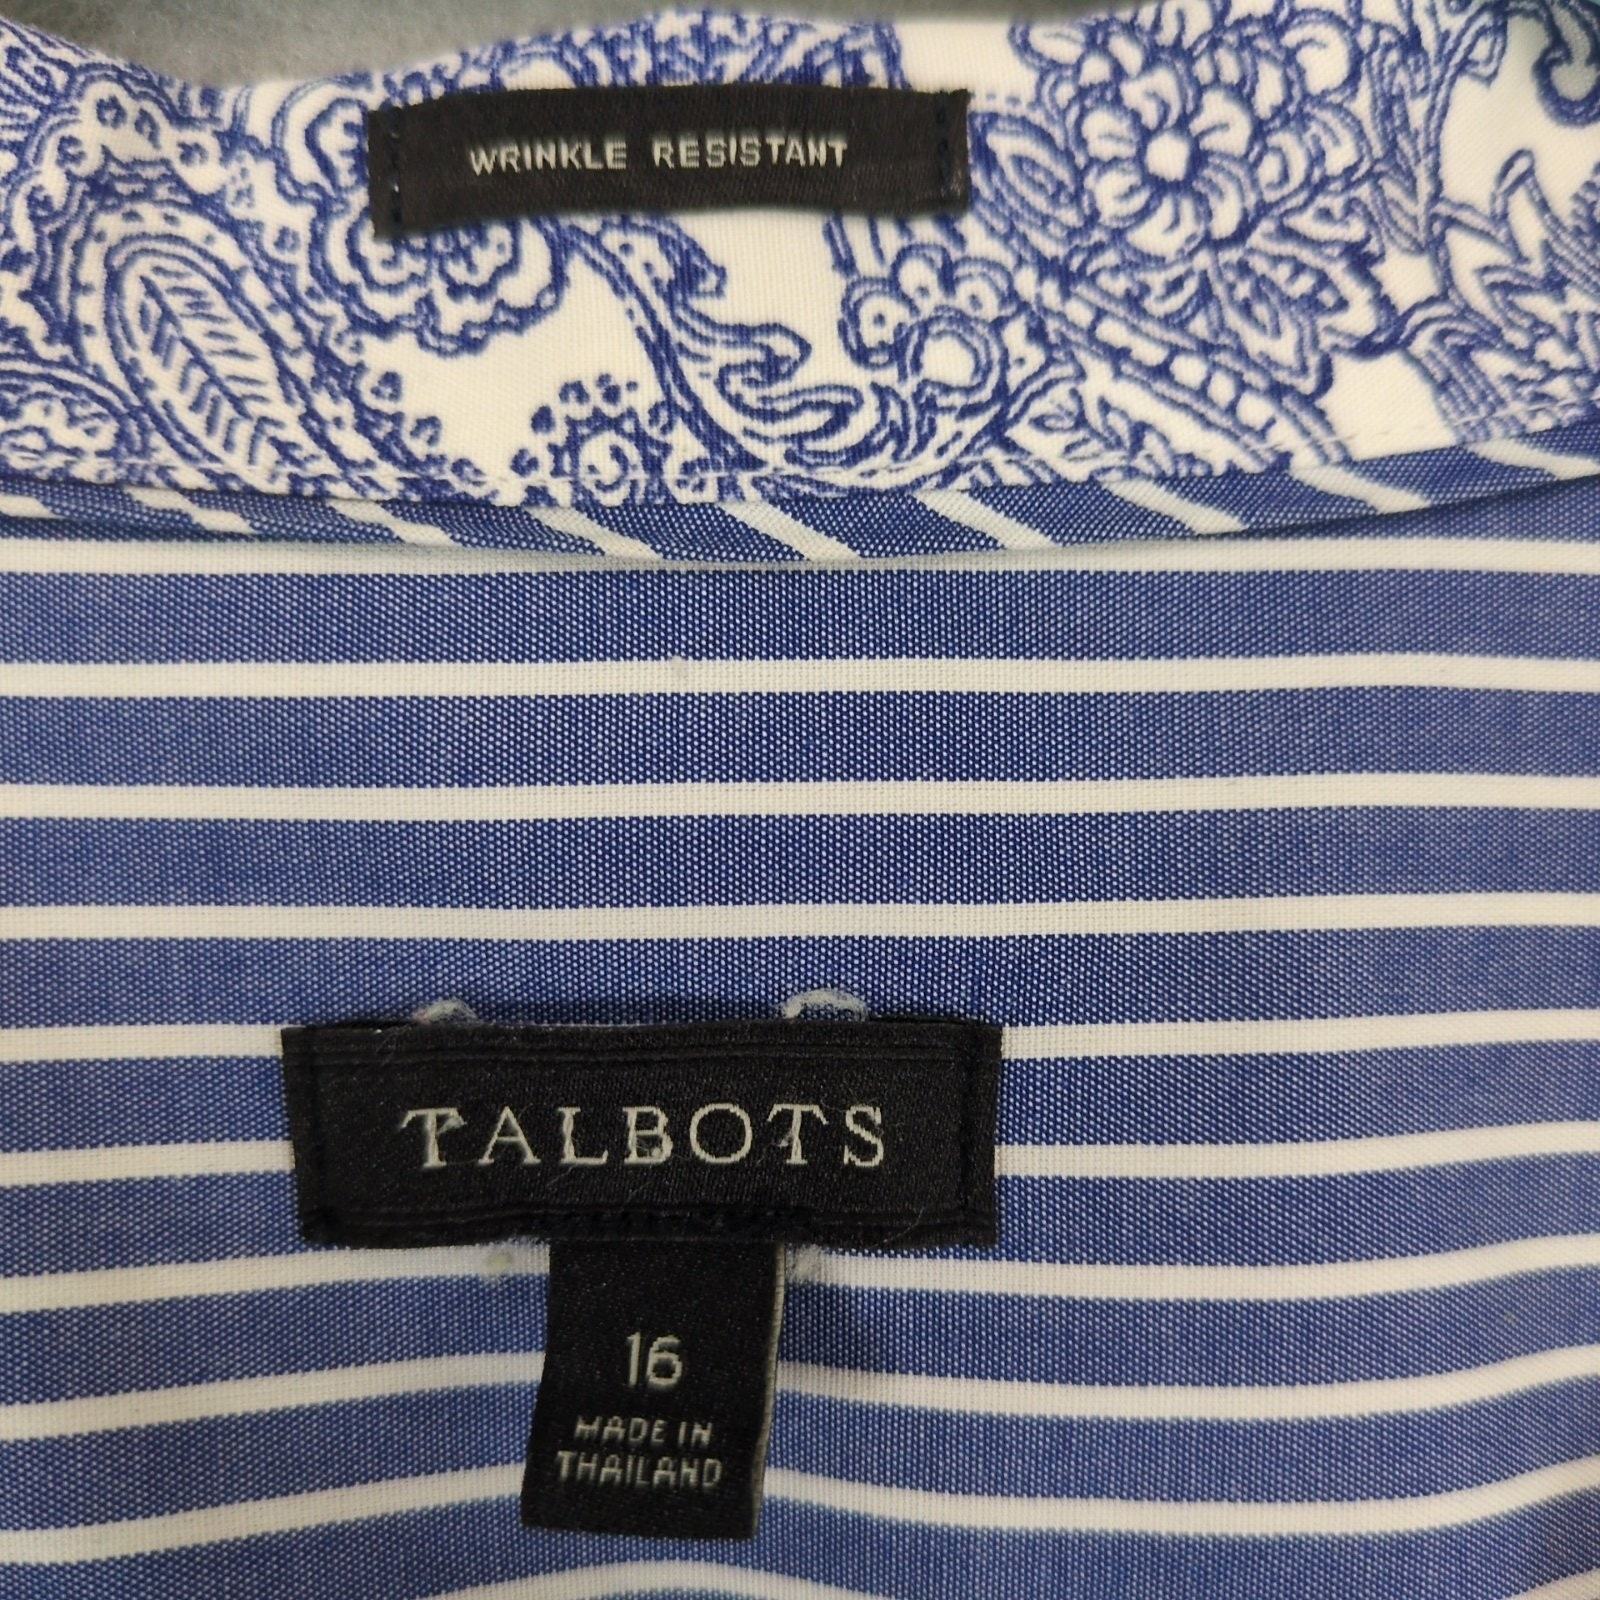 WRINKLE RESISTANT
TALBOTS
16
MADE IN
THAILAND